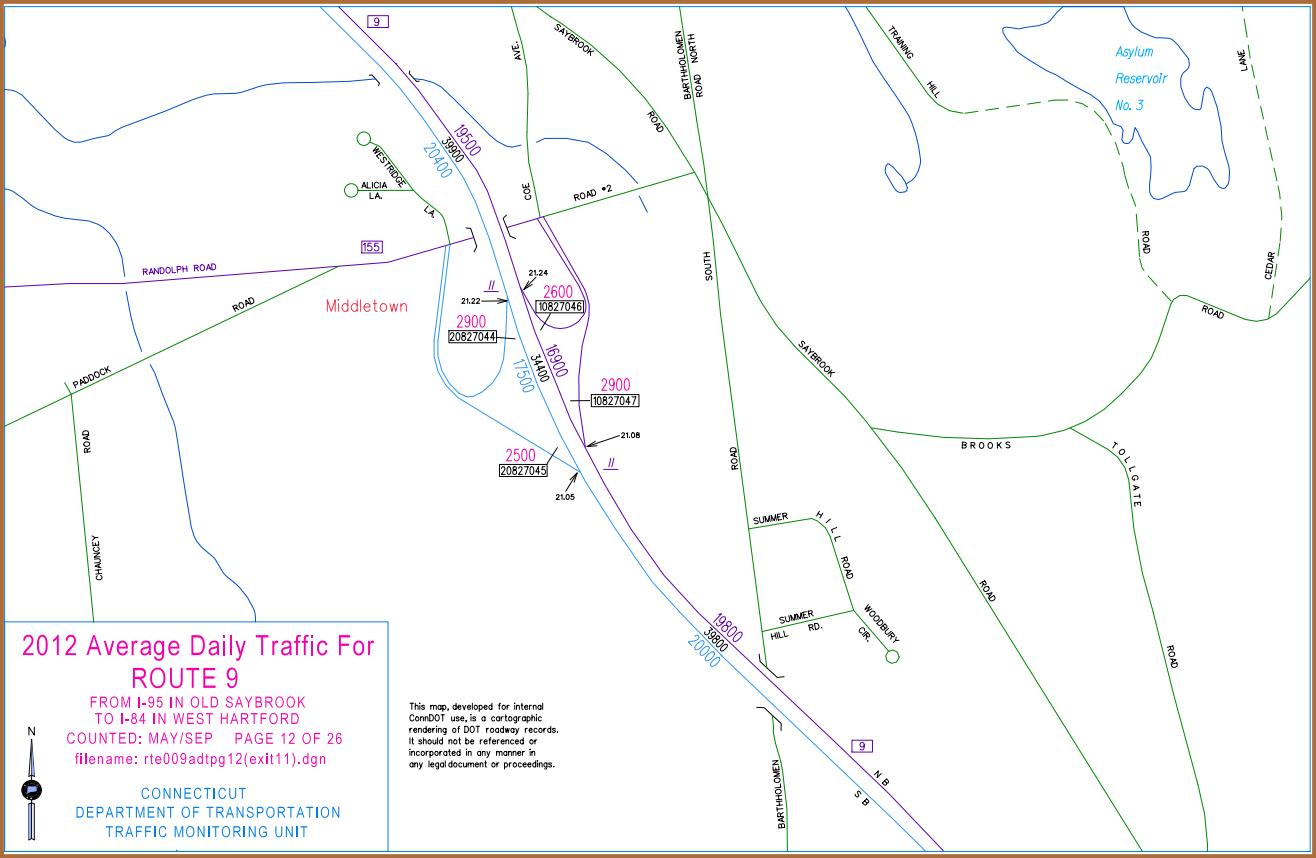 9
AVE.
SAYBROOK
BARTHHOLOMEN
ROAD NORTH
TRAINING
HILL
LANE
Asylum
Reservoir
No. 3
ROAD
19500
39900
20400
WESTRIDGE
ALICIA
LA.
LA.
COE
ROAD #2
155
RANDOLPH ROAD
ROAD
Middletown
SOUTH
ROAD
CEDAR
ROAD
11
21.24
21.22
2600
10827046
2900
20827044
16900
34400
17500
SAYBROOK
PADDOCK
2900
10827047
21.08
11
2500
20827045
21.05
ROAD
ROAD
BROOKS
TOLLGATE
SUMMER
HILL
ROAD
CHAUNCEY
ROAD
SUMMER
HILL RD.
WOODBURY
CIR.
ROAD
19800
39800
20000
9
N B
S B
BARTHHOLOMEN
2012 Average Daily Traffic For
ROUTE 9
FROM I-95 IN OLD SAYBROOK
TO I-84 IN WEST HARTFORD
COUNTED: MAY/SEP PAGE 12 OF 26
filename: rte009adtpg12(exit11).dgn
N
CONNECTICUT
DEPARTMENT OF TRANSPORTATION
TRAFFIC MONITORING UNIT
This map, developed for internal
ConnDOT use, is a cartographic
rendering of DOT roadway records.
It should not be referenced or
incorporated in any manner in
any legal document or proceedings.